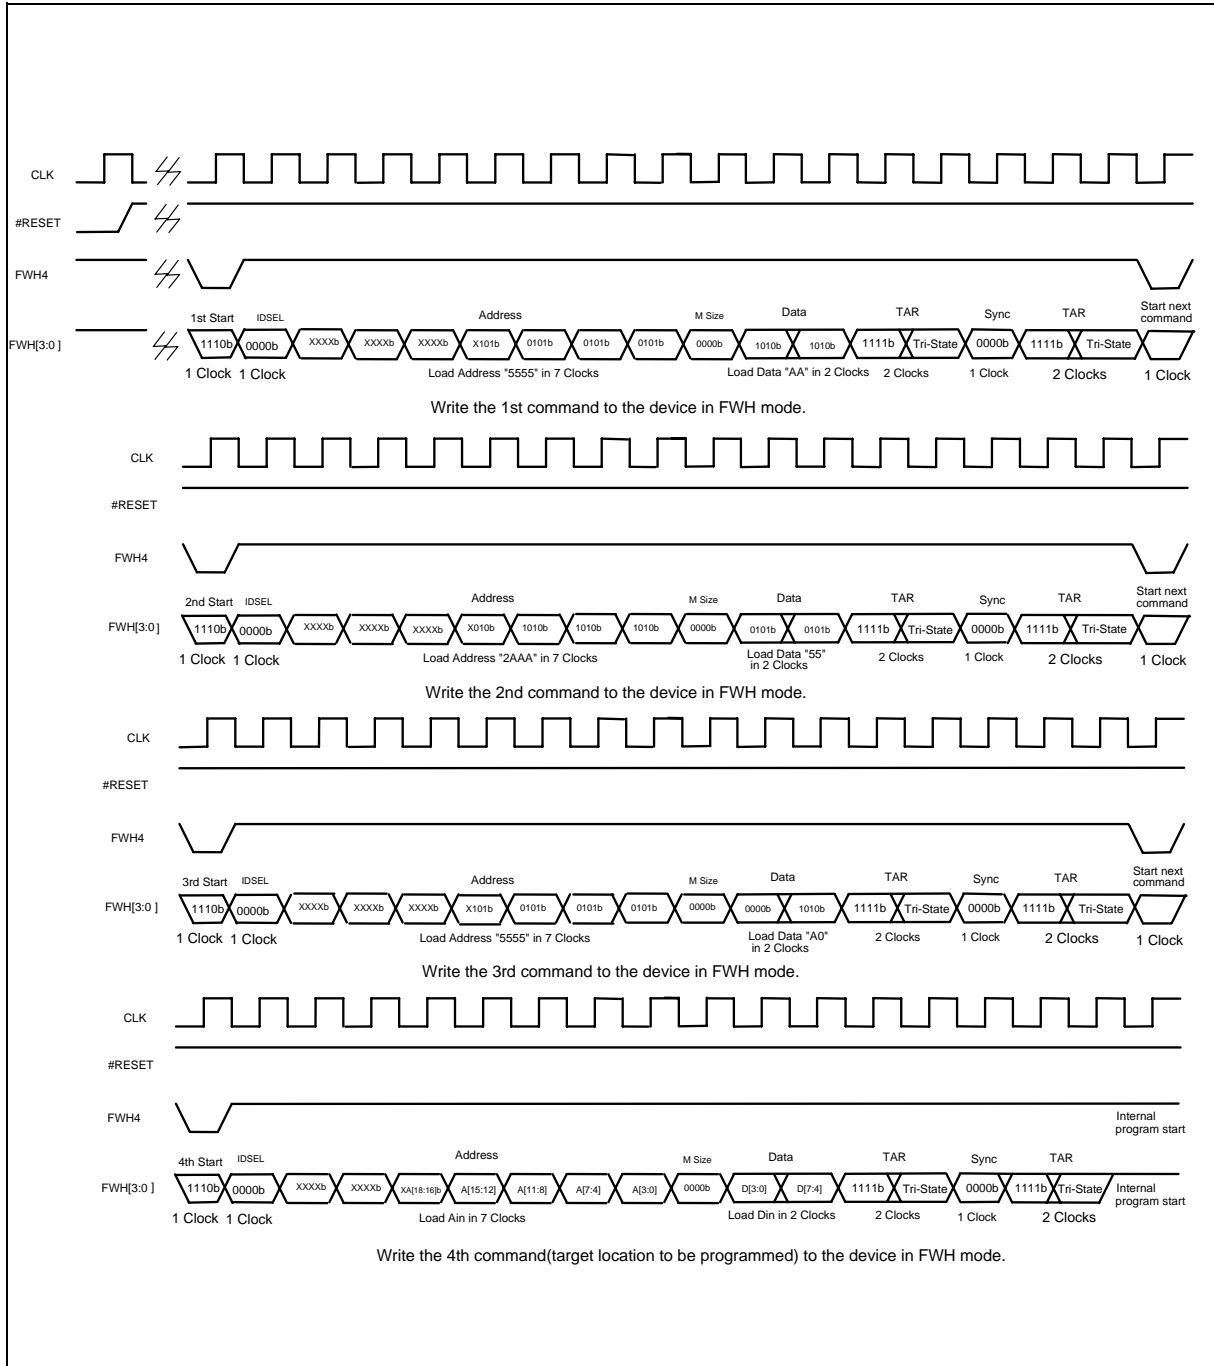 CLK
#RESET
FWH4
1st Start IDSEL Address M Size Data TAR Sync TAR Start next command
FWH[3:0 ] 1110b 0000b XXXXb XXXXb XXXXb X101b 0101b 0101b 0101b 0000b 1010b 1010b 1111b Tri-State 0000b 1111b Tri-State
1 Clock 1 Clock Load Address "5555" in 7 Clocks Load Data "AA" in 2 Clocks 2 Clocks 1 Clock 2 Clocks 1 Clock
Write the 1st command to the device in FWH mode.
CLK
#RESET
FWH4
2nd Start IDSEL Address M Size Data TAR Sync TAR Start next command
FWH[3:0] 1110b 0000b XXXXb XXXXb XXXXb X010b 1010b 1010b 1010b 0000b 0101b 0101b 1111b Tri-State 0000b 1111b Tri-State
1 Clock 1 Clock Load Address "2AAA" in 7 Clocks Load Data "55" in 2 Clocks 2 Clocks 1 Clock 2 Clocks 1 Clock
Write the 2nd command to the device in FWH mode.
CLK
#RESET
FWH4
3rd Start IDSEL Address M Size Data TAR Sync TAR Start next command
FWH[3:0 ] 1110b 0000b XXXXb XXXXb XXXXb X101b 0101b 0101b 0101b 0000b 0000b 1010b 1111b Tri-State 0000b 1111b Tri-State
1 Clock 1 Clock Load Address "5555" in 7 Clocks Load Data "A0" in 2 Clocks 2 Clocks 1 Clock 2 Clocks 1 Clock
Write the 3rd command to the device in FWH mode.
CLK
#RESET
FWH4 Internal program start
4th Start IDSEL Address M Size Data TAR Sync TAR
FWH[3:0 ] 1110b 0000b XXXXb XXXXb XA[18:16]b A[15:12] A[11:8] A[7:4] A[3:0] 0000b D[3:0] D[7:4] 1111b Tri-State 0000b 1111b Tri-State Internal program start
1 Clock 1 Clock Load Ain in 7 Clocks Load Din in 2 Clocks 2 Clocks 1 Clock 2 Clocks
Write the 4th command(target location to be programmed) to the device in FWH mode.